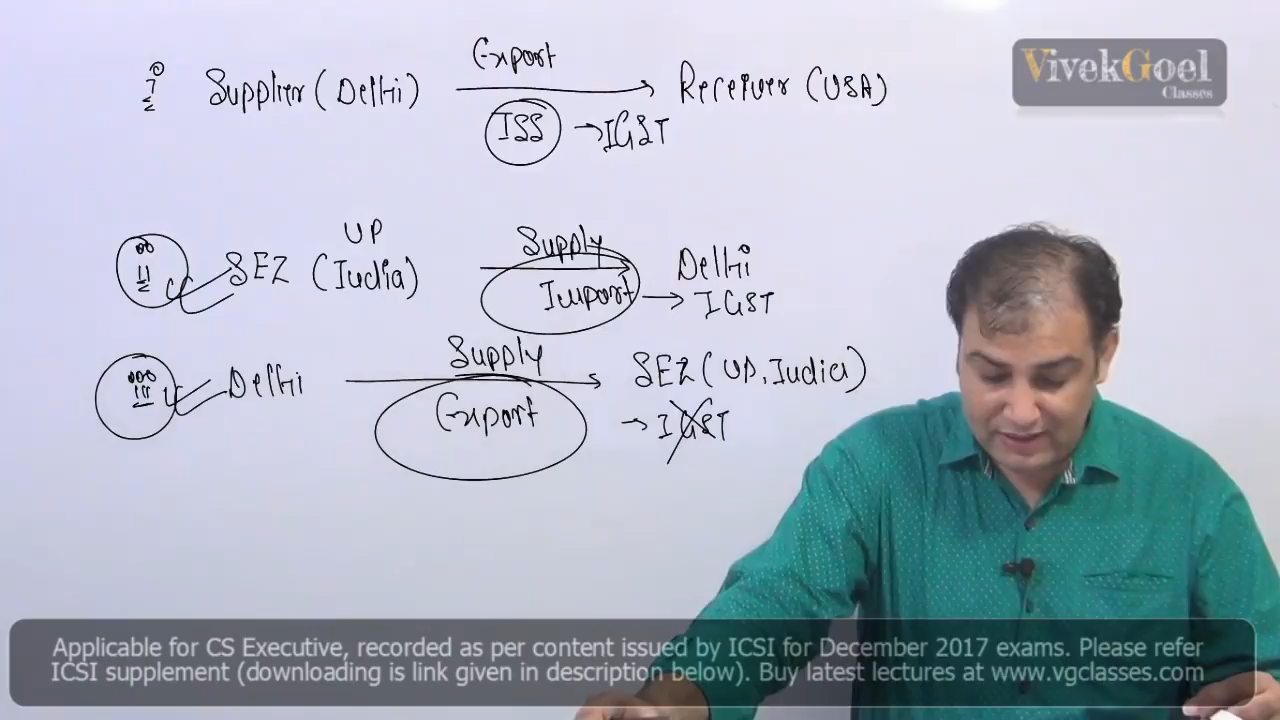 Export
i Supplier (Delhi) → Receiver (USA)
ISS → IGST
VivekGoel
Classes
UP
ii SEZ (India) Supply Delhi
Import → IGST
iii Delhi Supply SEZ (UP, India)
Export → IGST
Applicable for CS Executive, recorded as per content issued by ICSI for December 2017 exams. Please refer
ICSI supplement (downloading is link given in description below). Buy latest lectures at www.vgclasses.com